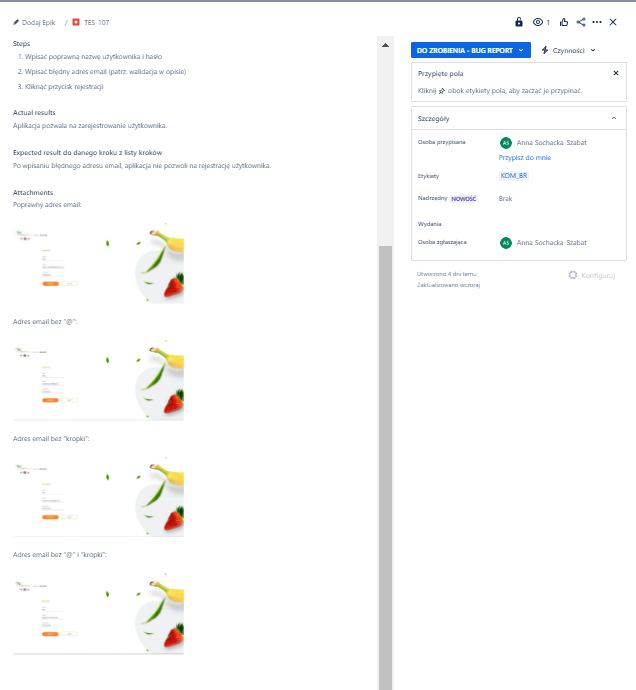 Dodaj Epik / TES-107
1
Steps
1. Wpisać poprawną nazwę użytkownika i hasło
2. Wpisać błędny adres email (patrz. walidacja w opisie)
3. Kliknąć przycisk rejestracji
Actual results
Aplikacja pozwala na zarejestrowanie użytkownika.
Expected result do danego kroku z listy kroków
Po wpisaniu błędnego adresu email, aplikacja nie pozwoli na rejestrację użytkownika.
Attachments
Poprawny adres email:
Adres email bez "@":
Adres email bez "kropki":
Adres email bez "@" i "kropki":
DO ZROBIENIA - BUG REPORT
Czynności
Przypięte pola
Kliknij obok etykiety pola, aby zacząć je przypinać.
Szczegóły
Osoba przypisana
AS Anna Sochacka-Szabat
Przypisz do mnie
Etykiety
KOM_BR
Nadrzędny NOWOŚĆ
Brak
Wydania
Osoba zgłaszająca
AS Anna Sochacka-Szabat
Utworzono 4 dni temu
Zaktualizowano wczoraj
Konfiguruj